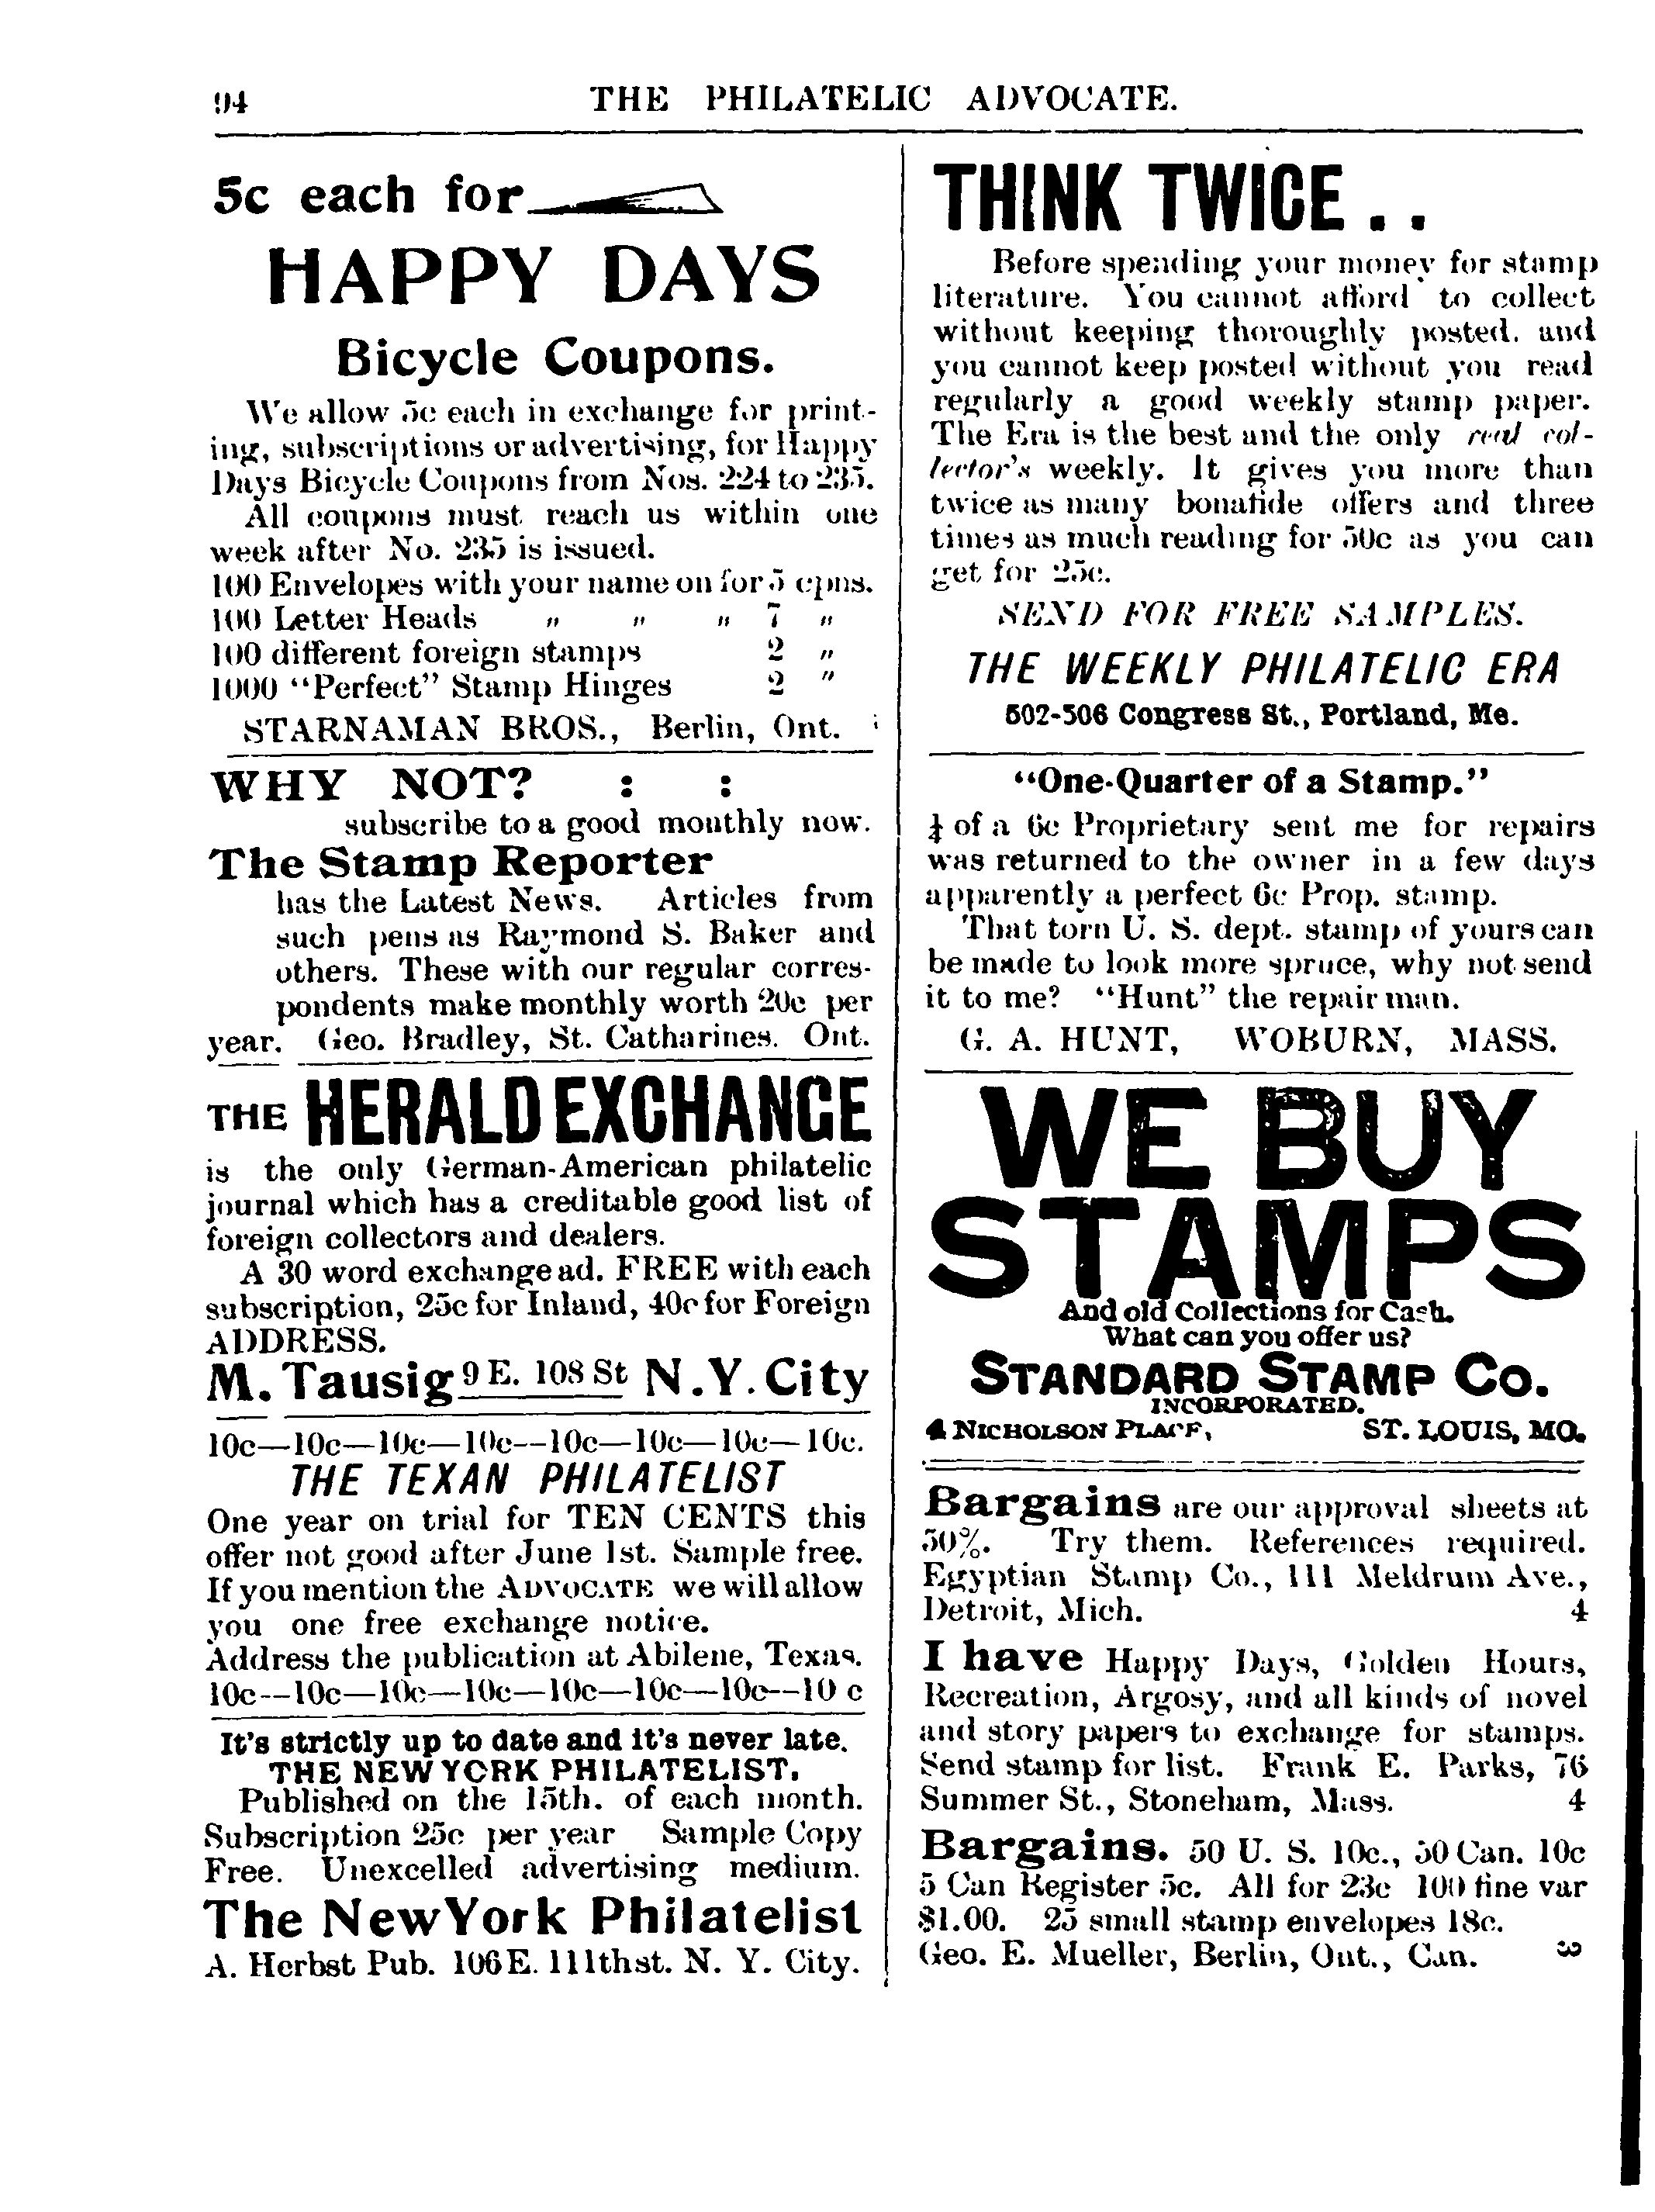 94 THE PHILATELIC ADVOCATE.
5c each for
HAPPY DAYS
Bicycle Coupons.
We allow 5c each in exchange for print-
ing, subscriptions or advertising, for Happy
Days Bicycle Coupons from Nos. 224 to 235.
All coupons must reach us within one
week after No. 235 is issued.
100 Envelopes with your name on for 5 cpns.
100 Letter Heads " " " 7 "
100 different foreign stamps 2 "
1000 "Perfect" Stamp Hinges 2 "
STARNAMAN BROS., Berlin, Ont.
WHY NOT? : :
subscribe to a good monthly now.
The Stamp Reporter
has the Latest News. Articles from
such pens as Raymond S. Baker and
others. These with our regular corres-
pondents make monthly worth 20c per
year. Geo. Bradley, St. Catharines. Ont.
THE HERALD EXCHANGE
is the only German-American philatelic
journal which has a creditable good list of
foreign collectors and dealers.
A 30 word exchange ad. FREE with each
subscription, 25c for Inland, 40c for Foreign
ADDRESS.
M. Tausig 9 E. 108 St N.Y. City
10c—10c—10c—10c--10c—10c—10c—10c.
THE TEXAN PHILATELIST
One year on trial for TEN CENTS this
offer not good after June 1st. Sample free.
If you mention the ADVOCATE we will allow
you one free exchange notice.
Address the publication at Abilene, Texas.
10c--10c—10c—10c—10c—10c—10c--10 c
It's strictly up to date and it's never late.
THE NEW YORK PHILATELIST.
Published on the 15th. of each month.
Subscription 25c per year Sample Copy
Free. Unexcelled advertising medium.
The NewYork Philatelist
A. Herbst Pub. 106 E. 111th st. N. Y. City.
THINK TWICE . .
Before spending your money for stamp
literature. You cannot afford to collect
without keeping thoroughly posted. and
you cannot keep posted without you read
regularly a good weekly stamp paper.
The Era is the best and the only real col-
lector's weekly. It gives you more than
twice as many bonafide offers and three
times as much reading for 50c as you can
get for 25c.
SEND FOR FREE SAMPLES.
THE WEEKLY PHILATELIC ERA
502-506 Congress St., Portland, Me.
"One-Quarter of a Stamp."
¼ of a 6c Proprietary sent me for repairs
was returned to the owner in a few days
apparently a perfect 6c Prop. stamp.
That torn U. S. dept. stamp of yours can
be made to look more spruce, why not send
it to me? "Hunt" the repair man.
G. A. HUNT, WOBURN, MASS.
WE BUY
STAMPS
And old Collections for Cash.
What can you offer us?
STANDARD STAMP CO.
INCORPORATED.
4 NICHOLSON PLACE, ST. LOUIS, MO.
Bargains are our approval sheets at
50%. Try them. References required.
Egyptian Stamp Co., 111 Meldrum Ave.,
Detroit, Mich. 4
I have Happy Days, Golden Hours,
Recreation, Argosy, and all kinds of novel
and story papers to exchange for stamps.
Send stamp for list. Frank E. Parks, 76
Summer St., Stoneham, Mass. 4
Bargains. 50 U. S. 10c., 50 Can. 10c
5 Can Register 5c. All for 23c 100 fine var
$1.00. 25 small stamp envelopes 18c.
Geo. E. Mueller, Berlin, Ont., Can. 3